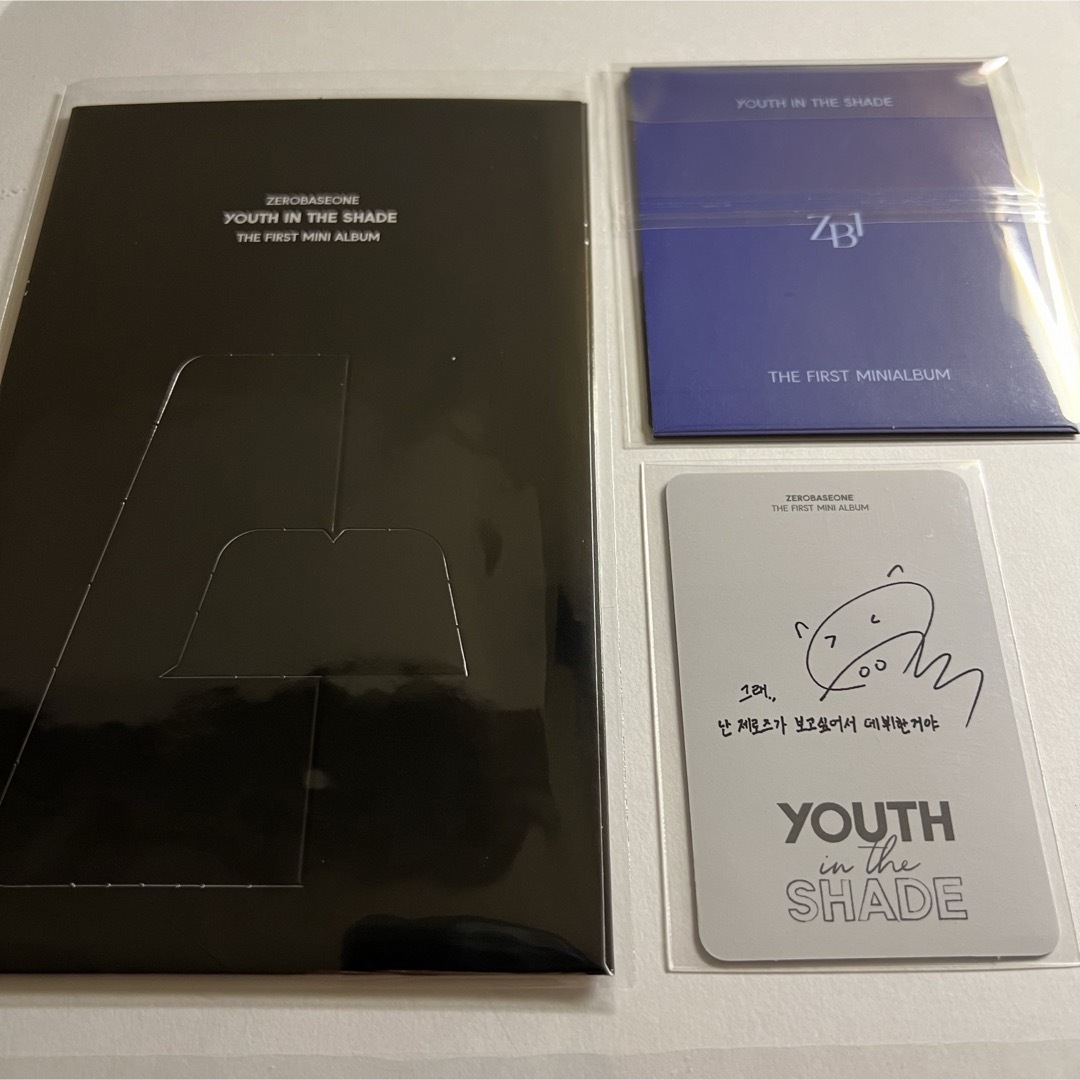 ZEROBASEONE
YOUTH IN THE SHADE
THE FIRST MINI ALBUM
YOUTH IN THE SHADE
ZB1
THE FIRST MINIALBUM
ZEROBASEONE
THE FIRST MINI ALBUM
그래..
난 제로즈가 보고싶어서 데뷔한거야
YOUTH
in the
SHADE